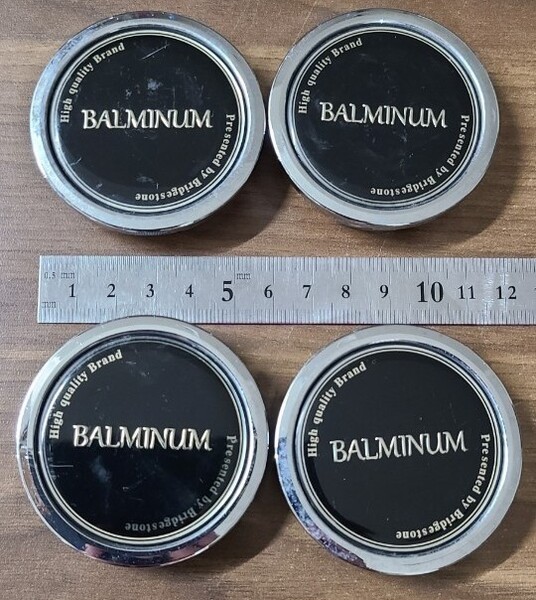 High quality Brand
BALMINUM
Presented by Bridgestone
High quality Brand
BALMINUM
Presented by Bridgestone
0.5 mm mm
mm 1 2 3 4 5 6 7 8 9 10 11 12
High quality Brand
BALMINUM
Presented by Bridgestone
High quality Brand
BALMINUM
Presented by Bridgestone